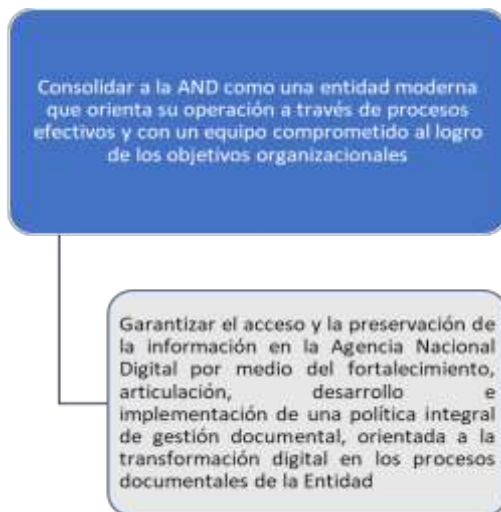 Consolidar a la AND como una entidad moderna
que orienta su operación a través de procesos
efectivos y con un equipo comprometido al logro
de los objetivos organizacionales
Garantizar el acceso y la preservación de
la información en la Agencia Nacional
Digital por medio del fortalecimiento,
articulación, desarrollo e
implementación de una política integral
de gestión documental, orientada a la
transformación digital en los procesos
documentales de la Entidad